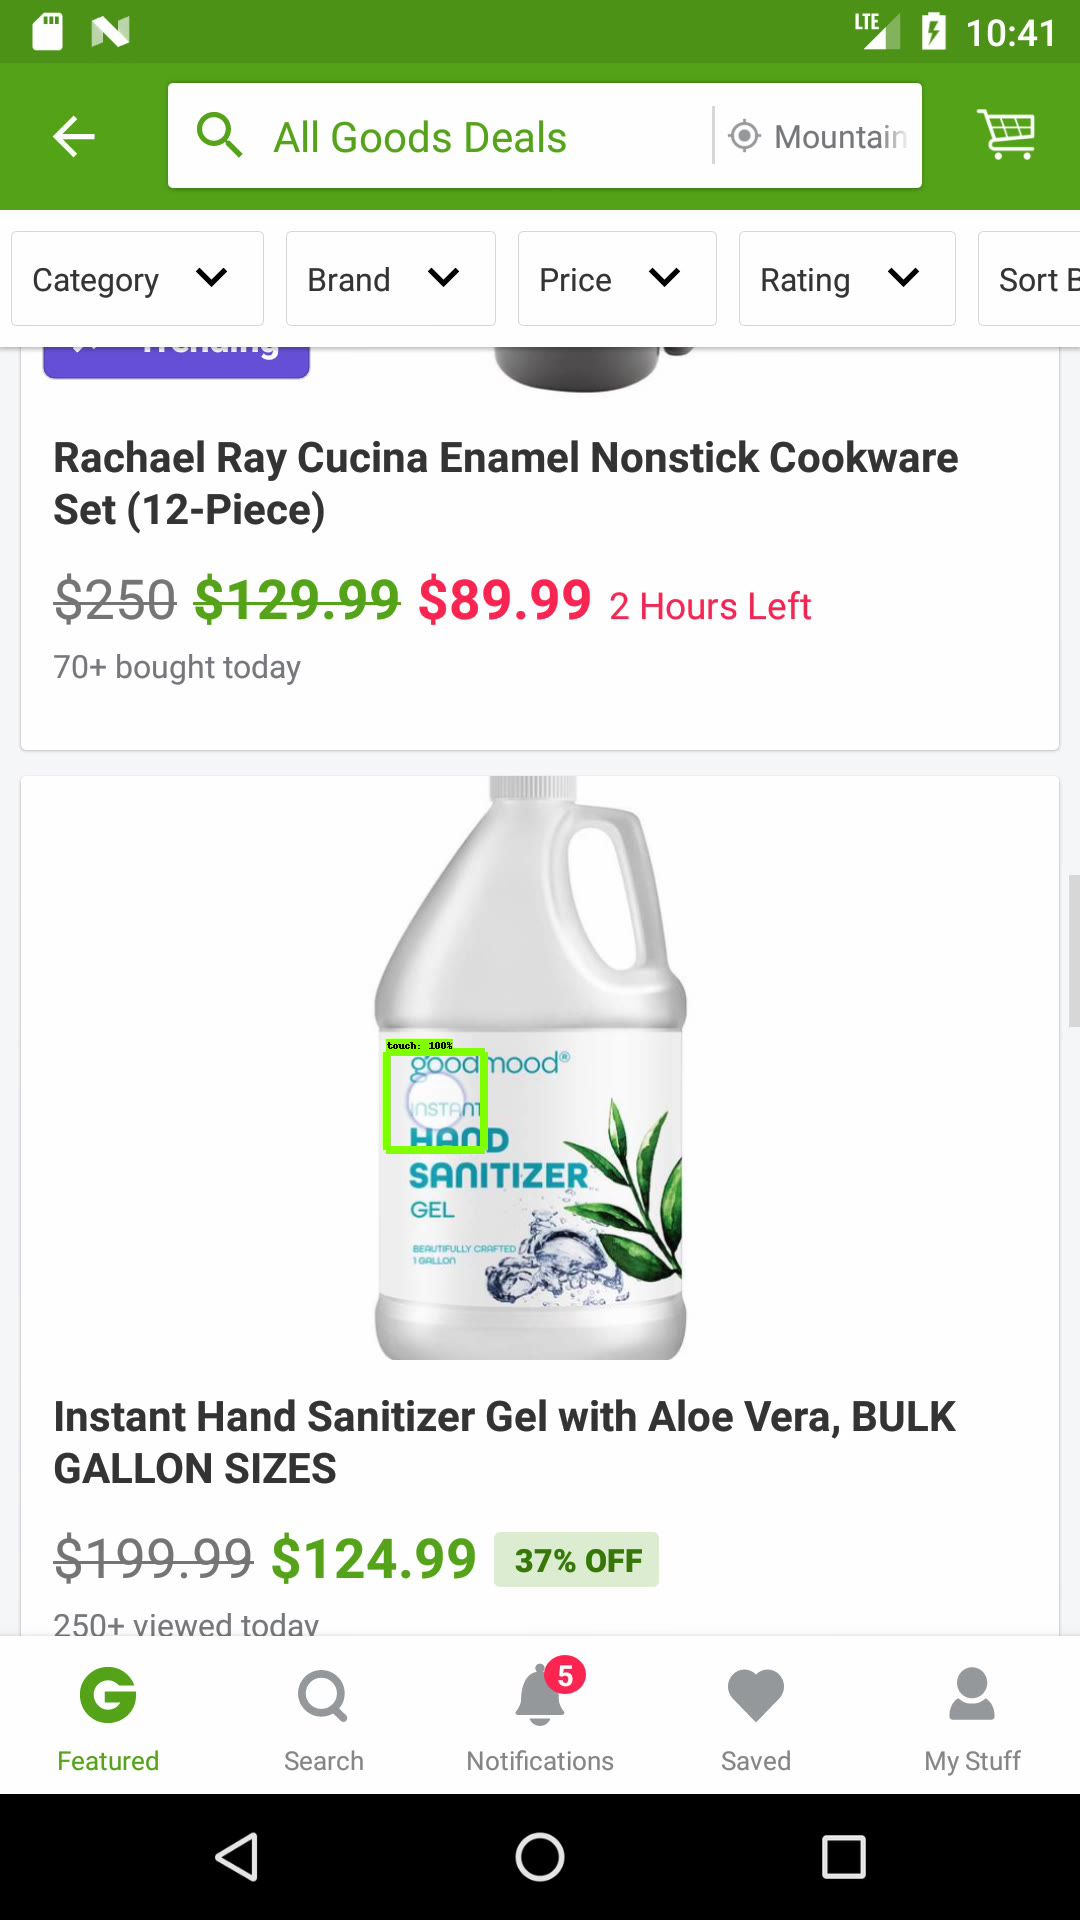 LTE 10:41
All Goods Deals Mountain
Category Brand Price Rating Sort B
Trending
Rachael Ray Cucina Enamel Nonstick Cookware
Set (12-Piece)
$250 $129.99 $89.99 2 Hours Left
70+ bought today
touch: 100%
goodmood®
INSTANT
HAND
SANITIZER
GEL
BEAUTIFULLY CRAFTED
1 GALLON
Instant Hand Sanitizer Gel with Aloe Vera, BULK
GALLON SIZES
$199.99 $124.99 37% OFF
250+ viewed today
5
Featured Search Notifications Saved My Stuff